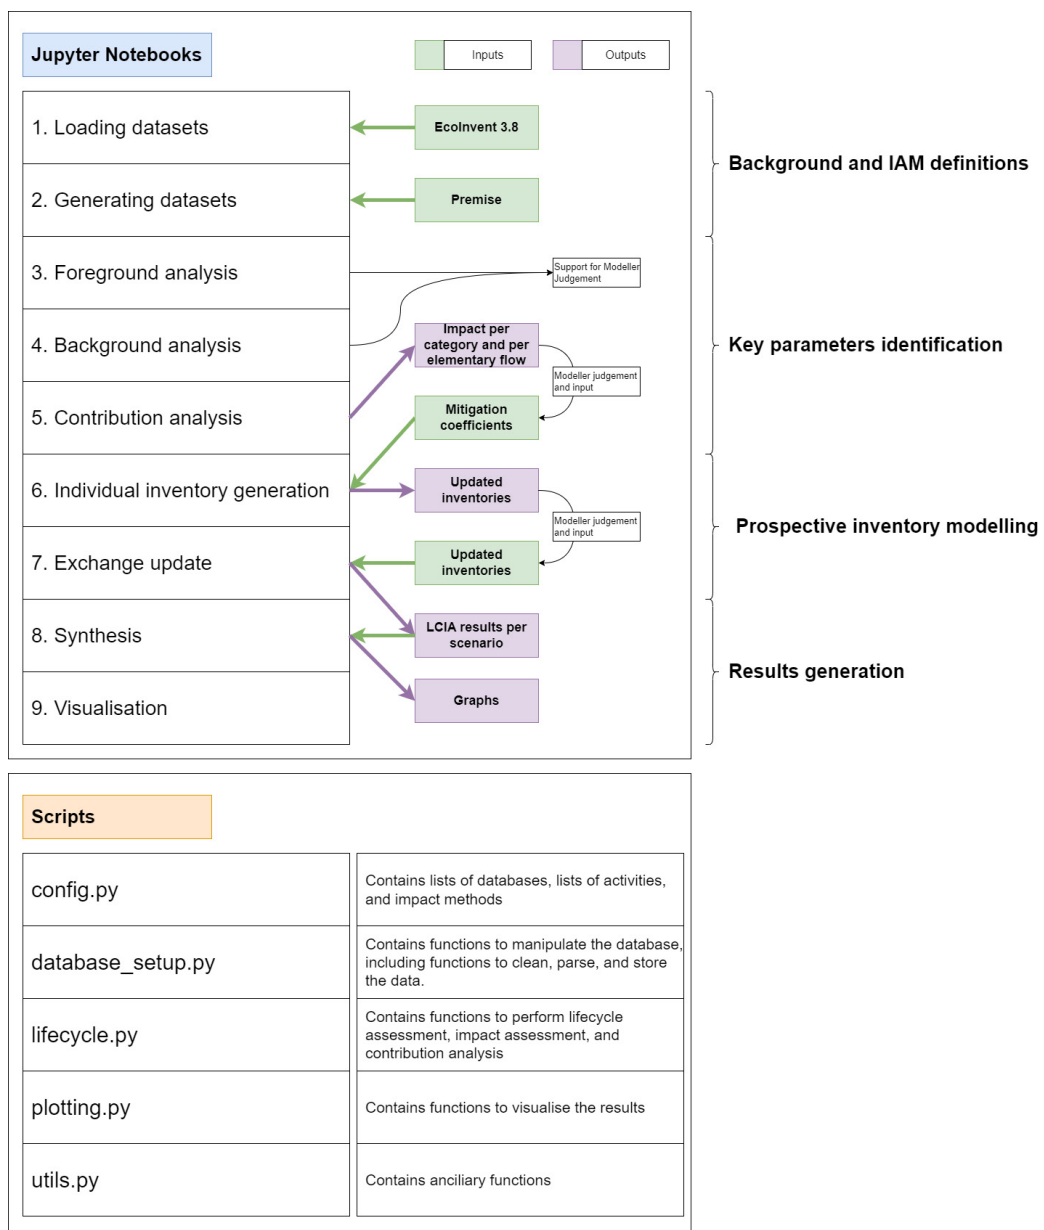 Jupyter Notebooks
Inputs
Outputs
1. Loading datasets
EcoInvent 3.8
Background and IAM definitions
2. Generating datasets
Premise
3. Foreground analysis
Support for Modeller
Judgement
4. Background analysis
Impact per
category and per
elementary flow
Key parameters identification
Modeller judgement
and input
5. Contribution analysis
Mitigation
coefficients
6. Individual inventory generation
Updated
inventories
Modeller judgement
and input
Prospective inventory modelling
7. Exchange update
Updated
inventories
8. Synthesis
LCIA results per
scenario
Results generation
9. Visualisation
Graphs
Scripts
config.py
Contains lists of databases, lists of activities,
and impact methods
database_setup.py
Contains functions to manipulate the database,
including functions to clean, parse, and store
the data.
lifecycle.py
Contains functions to perform lifecycle
assessment, impact assessment, and
contribution analysis
plotting.py
Contains functions to visualise the results
utils.py
Contains anciliary functions